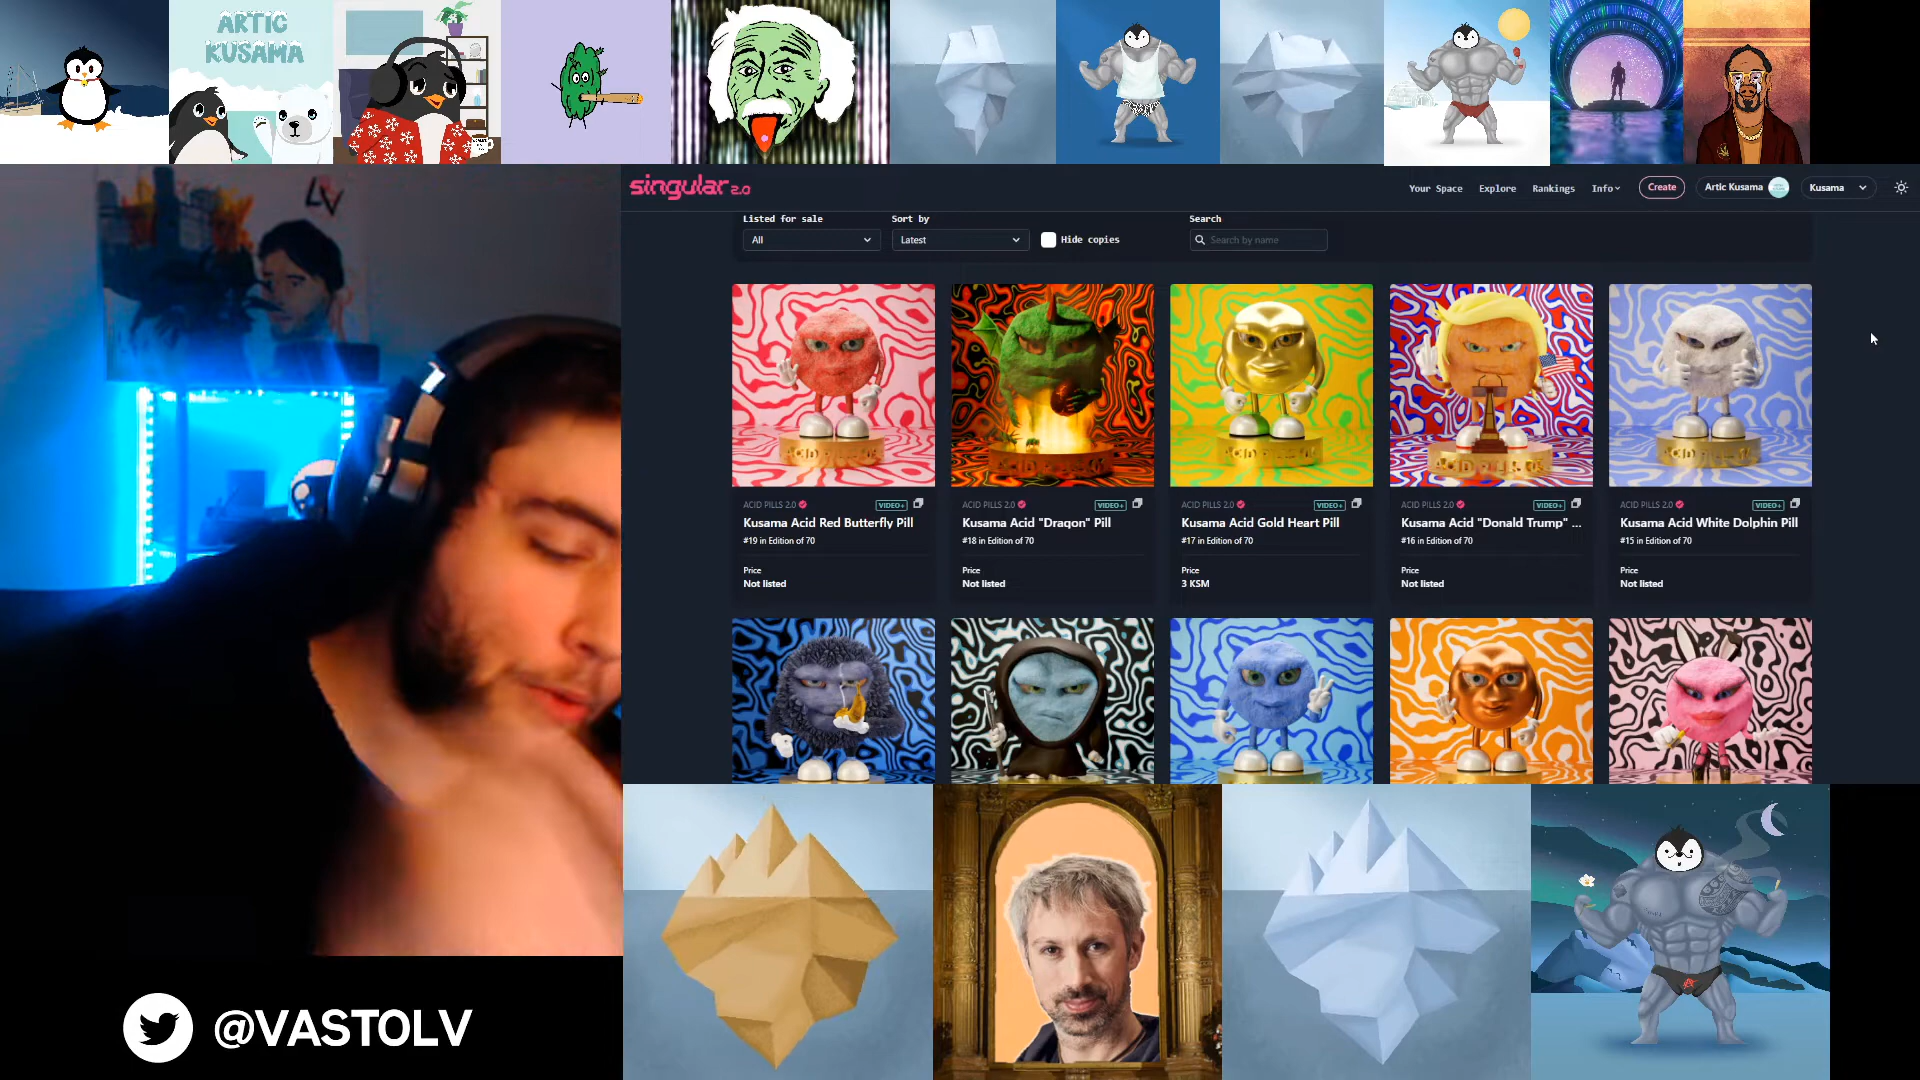 ARTIC
KUSAMA
singular 2.0
Your Space
Explore
Rankings
Info
Create
Artic Kusama
Kusama
Listed for sale
Sort by
Search
All
Latest
Hide copies
Search by name
ACID PILLS 2.0
VIDEO+
ACID PILLS 2.0
VIDEO+
ACID PILLS 2.0
VIDEO+
ACID PILLS 2.0
VIDEO+
ACID PILLS 2.0
VIDEO+
Kusama Acid Red Butterfly Pill
Kusama Acid "Dragon" Pill
Kusama Acid Gold Heart Pill
Kusama Acid "Donald Trump" ...
Kusama Acid White Dolphin Pill
#19 in Edition of 70
#18 in Edition of 70
#17 in Edition of 70
#16 in Edition of 70
#15 in Edition of 70
Price
Price
Price
Price
Price
Not listed
Not listed
3 KSM
Not listed
Not listed
@VASTOLV